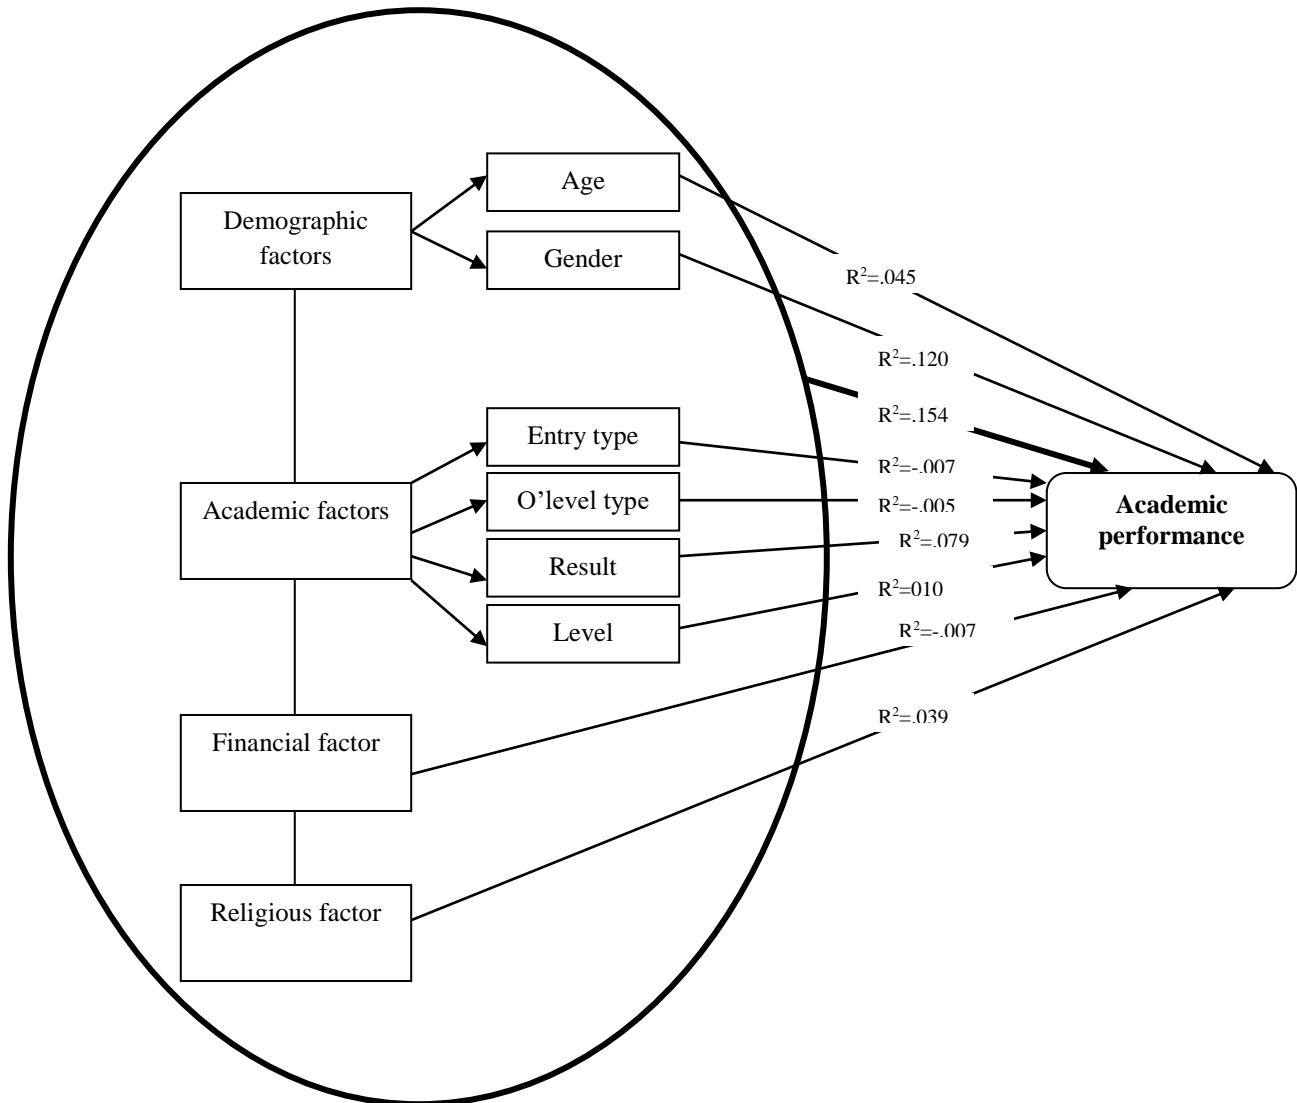 Age
Demographic
factors
Gender
R²=.045
R²=.120
R²=.154
Entry type
R²=-.007
O’level type
R²=-.005
Academic factors
Academic
performance
R²=.079
Result
R²=010
Level
R²=-.007
Financial factor
R²=.039
Religious factor